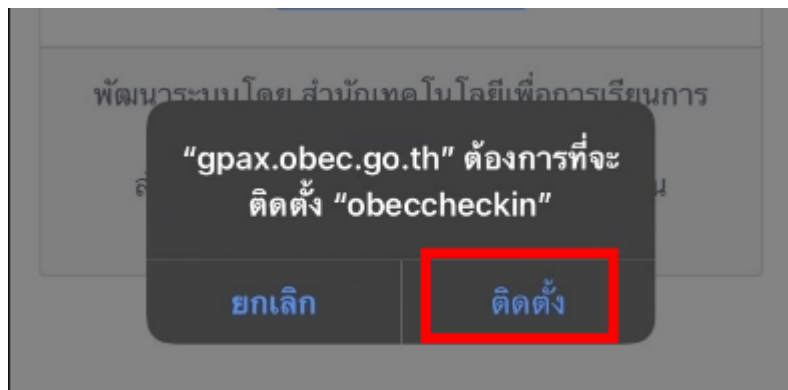 พัฒนาระบบโดย สำนักเทคโนโลยีเพื่อการเรียนการ
“gpax.obec.go.th” ต้องการที่จะ
ติดตั้ง “obeccheckin”
ยกเลิก
ติดตั้ง